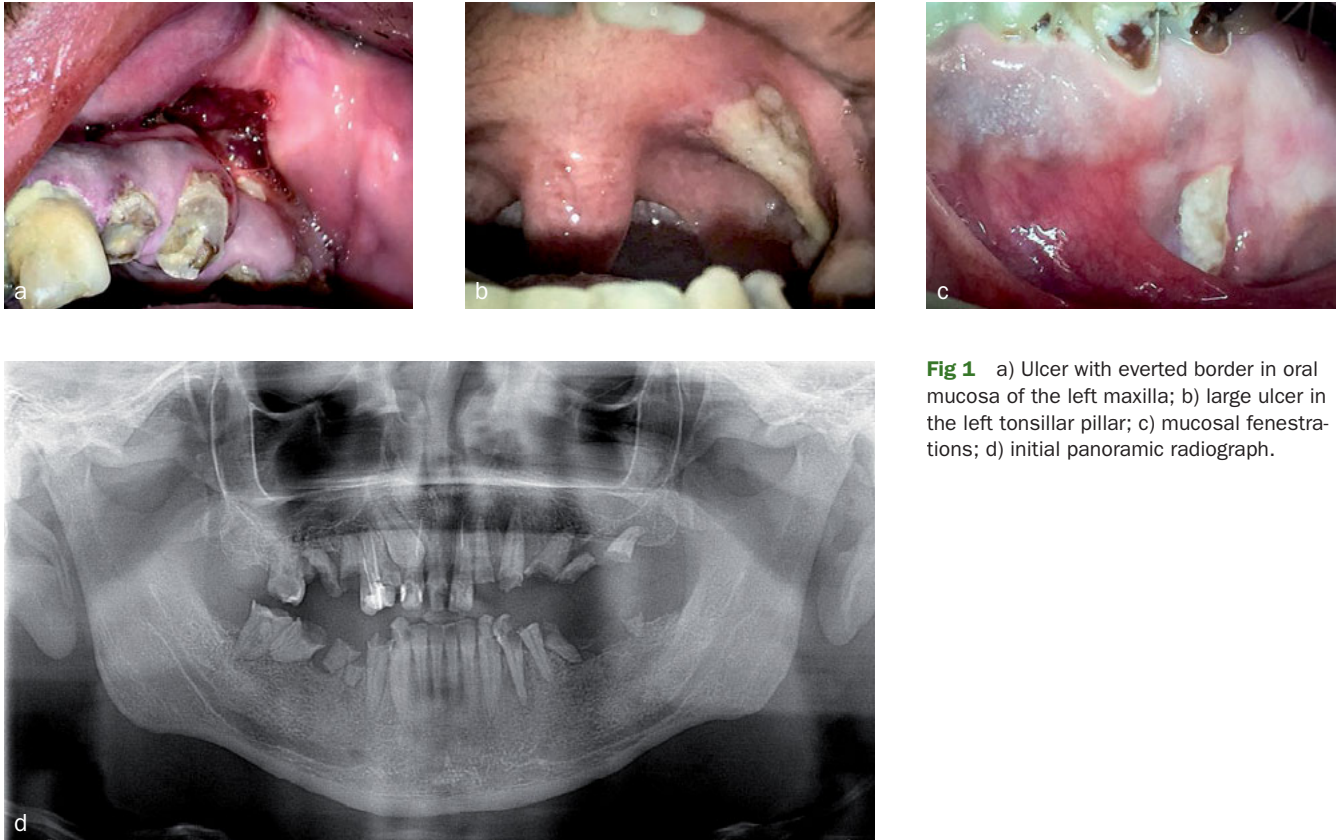 a
b
c
Fig 1 a) Ulcer with everted border in oral
mucosa of the left maxilla; b) large ulcer in
the left tonsillar pillar; c) mucosal fenestra-
tions; d) initial panoramic radiograph.
d